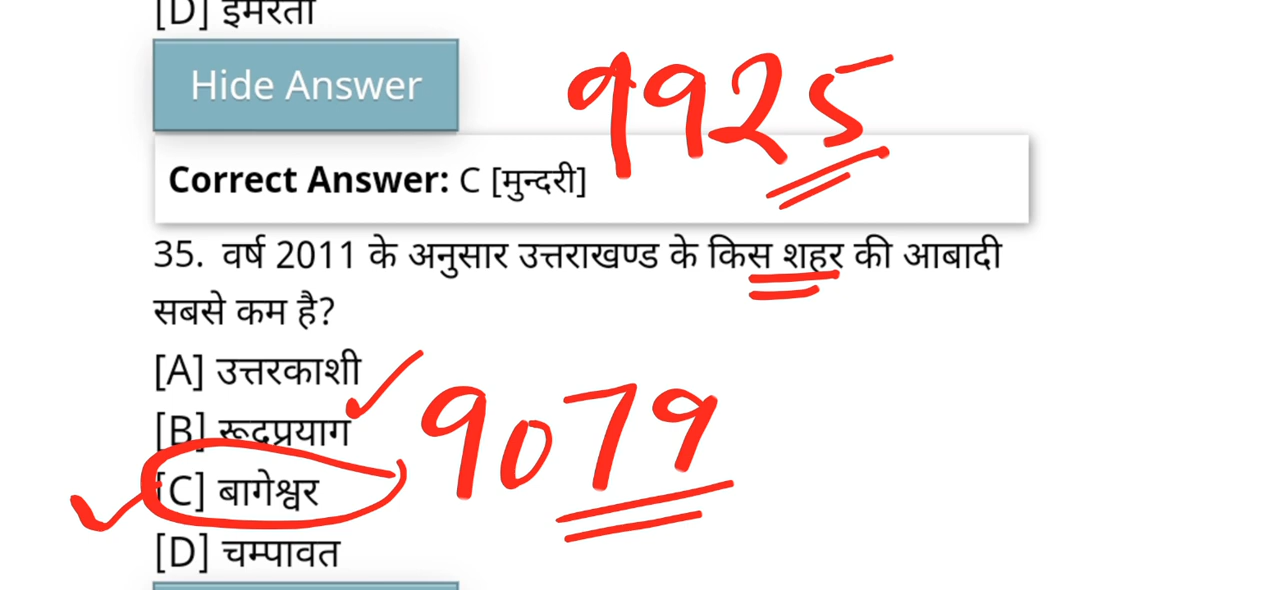 [D] इमरती
Hide Answer
9925
Correct Answer: C [मुन्दरी]
35. वर्ष 2011 के अनुसार उत्तराखण्ड के किस शहर की आबादी
सबसे कम है?
[A] उत्तरकाशी
[B] रूद्रप्रयाग
9079
[C] बागेश्वर
[D] चम्पावत